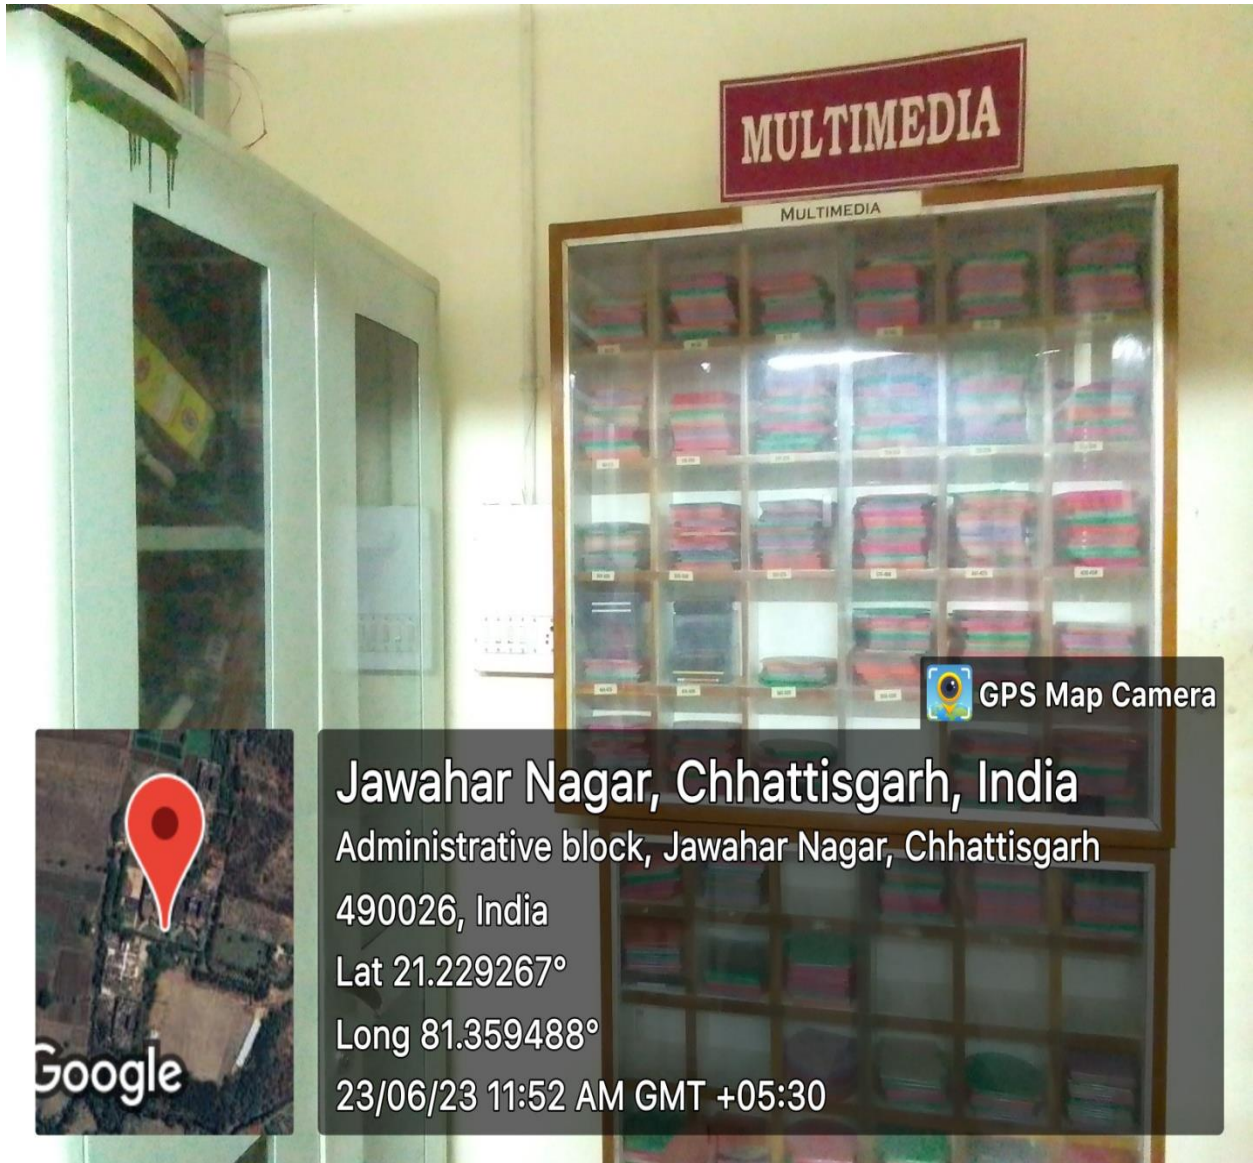 MULTIMEDIA
MULTIMEDIA
GPS Map Camera
Jawahar Nagar, Chhattisgarh, India
Administrative block, Jawahar Nagar, Chhattisgarh
490026, India
Lat 21.229267°
Long 81.359488°
23/06/23 11:52 AM GMT +05:30
Google